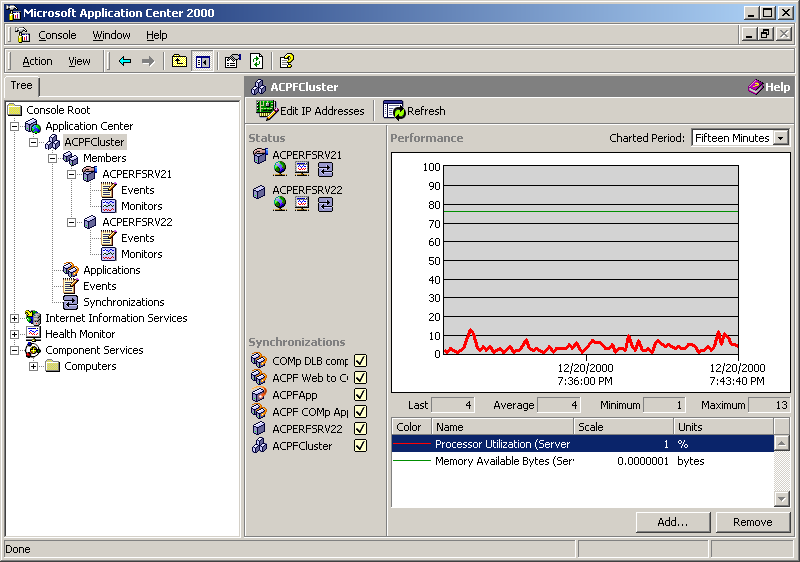 Microsoft Application Center 2000
Console Window Help
Action View
Tree
Console Root
Application Center
ACPFCluster
Members
ACPERFSRV21
Events
Monitors
ACPERFSRV22
Events
Monitors
Applications
Events
Synchronizations
Internet Information Services
Health Monitor
Component Services
Computers
ACPFCluster Help
Edit IP Addresses Refresh
Status
ACPERFSRV21
ACPERFSRV22
Synchronizations
COMp DLB comp
ACPF Web to C
ACPFApp
ACPF COMp App
ACPERFSRV22
ACPFCluster
Performance Charted Period: Fifteen Minutes
100
90
80
70
60
50
40
30
20
10
0
12/20/2000 12/20/2000
7:36:00 PM 7:43:40 PM
Last 4 Average 4 Minimum 1 Maximum 13
Color Name Scale Units
Processor Utilization (Server 1 %
Memory Available Bytes (Ser 0.0000001 bytes
Add... Remove
Done